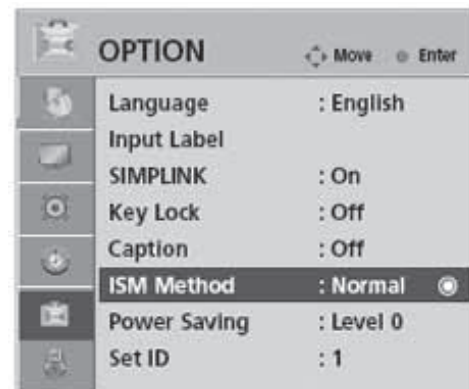 OPTION Move Enter
Language : English
Input Label
SIMPLINK : On
Key Lock : Off
Caption : Off
ISM Method : Normal
Power Saving : Level 0
Set ID : 1